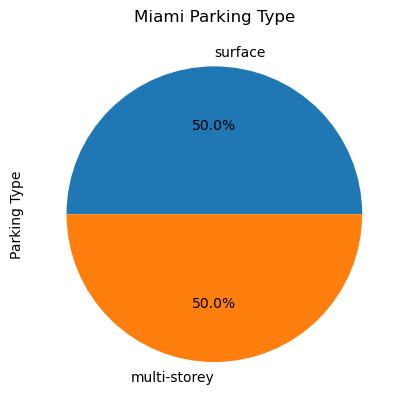 Miami Parking Type
surface
50.0%
Parking Type
50.0%
multi-storey